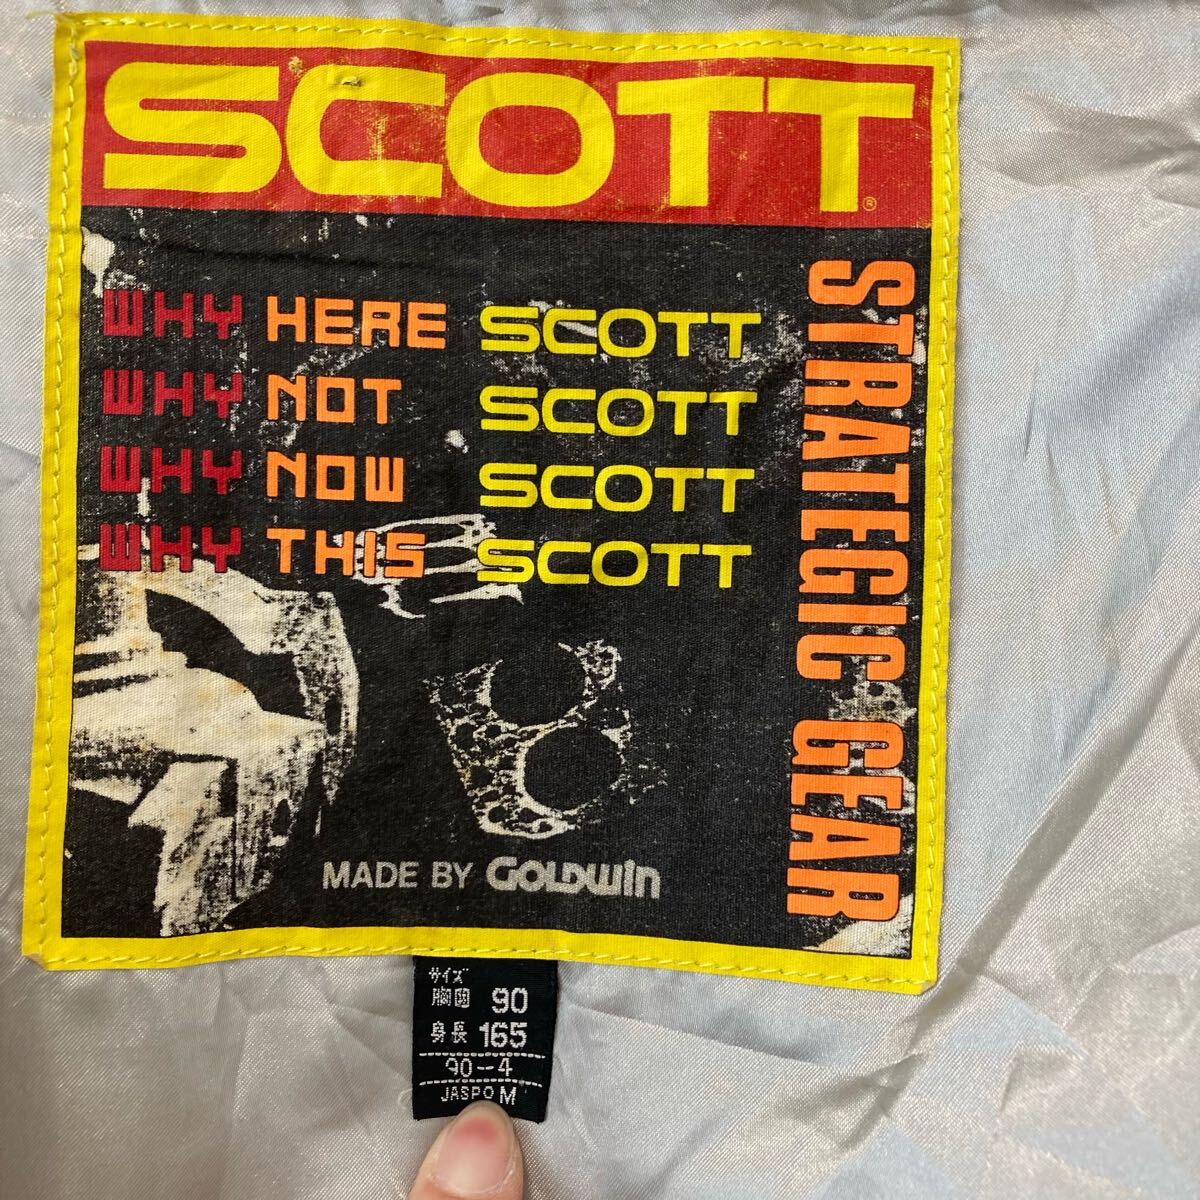 SCOTT®
WHY HERE SCOTT
WHY NOT SCOTT
WHY NOW SCOTT
WHY THIS SCOTT
STRATEGIC GEAR
MADE BY GOLDWIN
サイズ
胸囲 90
身長 165
90-4
JASPO M